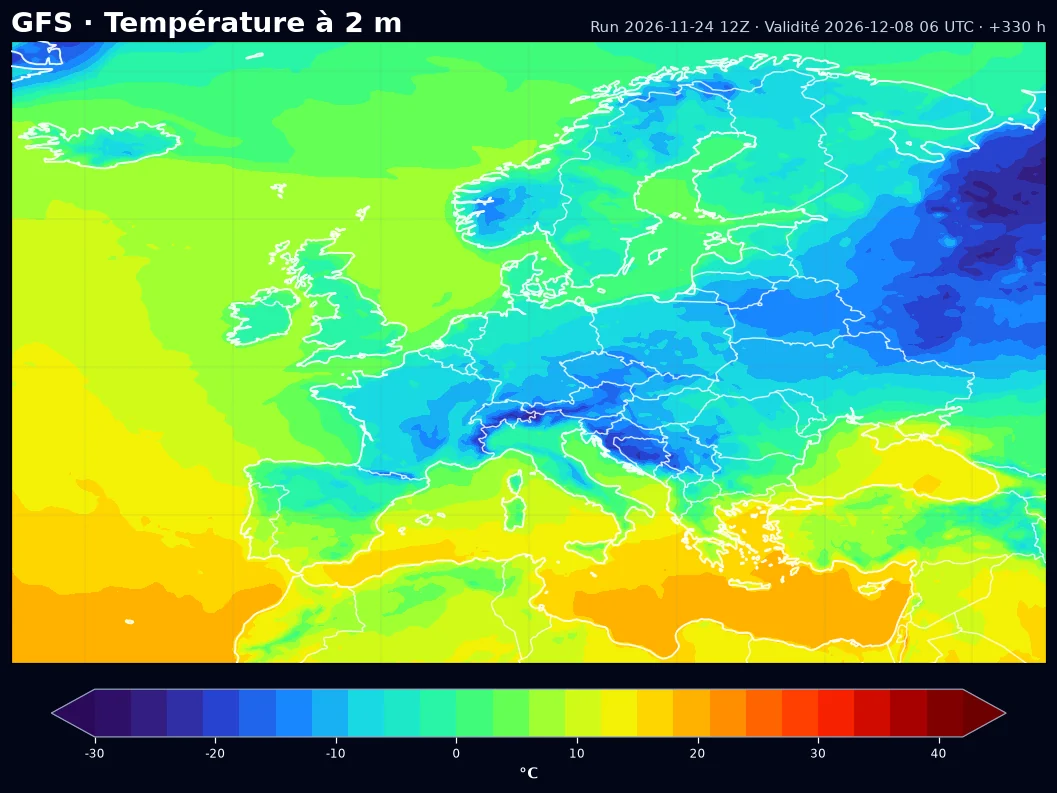 GFS · Température à 2 m
Run 2026-11-24 12Z · Validité 2026-12-08 06 UTC · +330 h
-30 -20 -10 0 10 20 30 40
°C